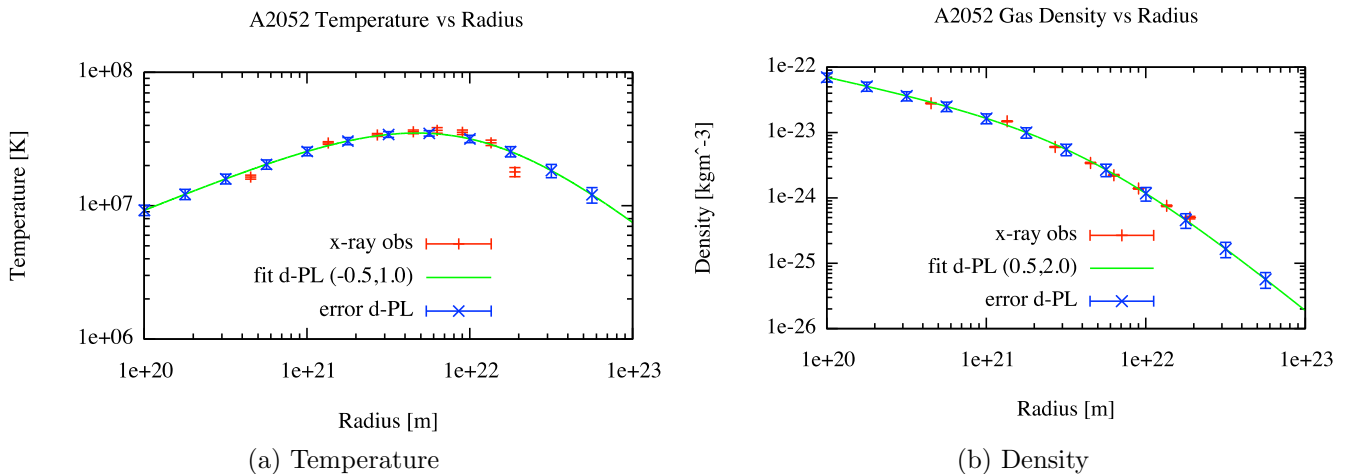 A2052 Temperature vs Radius
1e+08
1e+07
1e+06
Temperature [K]
x-ray obs
fit d-PL (-0.5,1.0)
error d-PL
1e+20 1e+21 1e+22 1e+23
Radius [m]
(a) Temperature
A2052 Gas Density vs Radius
1e-22
1e-23
1e-24
1e-25
1e-26
Density [kgm^-3]
x-ray obs
fit d-PL (0.5,2.0)
error d-PL
1e+20 1e+21 1e+22 1e+23
Radius [m]
(b) Density